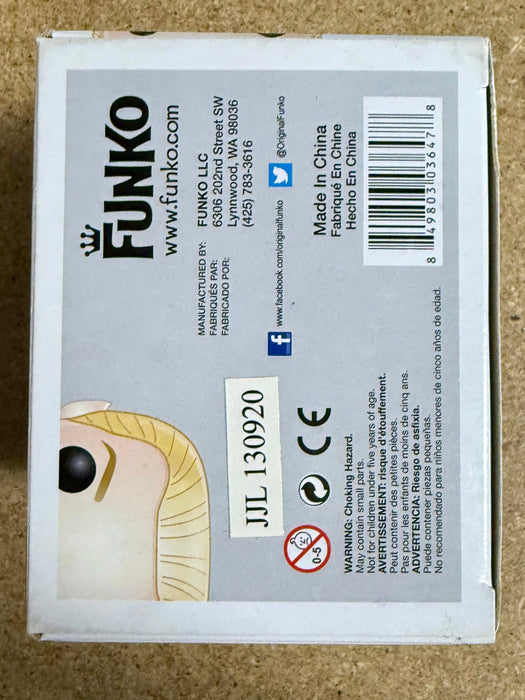 FUNKO
www.funko.com
MANUFACTURED BY:
FABRIQUÉS PAR:
FABRICADO POR:
FUNKO LLC
6306 202nd Street SW
Lynnwood, WA 98036
(425) 783-3616
f www.facebook.com/originalfunko
@OriginalFunko
Made In China
Fabriqué En Chine
Hecho En China
8 49803 03647 8
JJL 130920
0-5
CE
WARNING: Choking Hazard.
May contain small parts.
Not for children under five years of age.
AVERTISSEMENT: risque d'étouffement.
Peut contenir des petites pièces.
Pas pour les enfants de moins de cinq ans.
ADVERTENCIA: Riesgo de asfixia.
Puede contener piezas pequeñas.
No recomendado para niños menores de cinco años de edad.